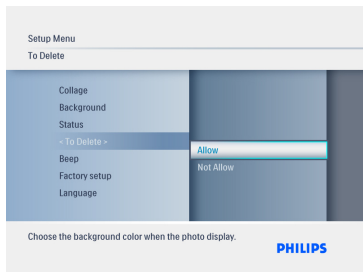 Setup Menu
To Delete
Collage
Background
Status
< To Delete >
Beep
Factory setup
Language
Allow
Not Allow
Choose the background color when the photo display.
PHILIPS